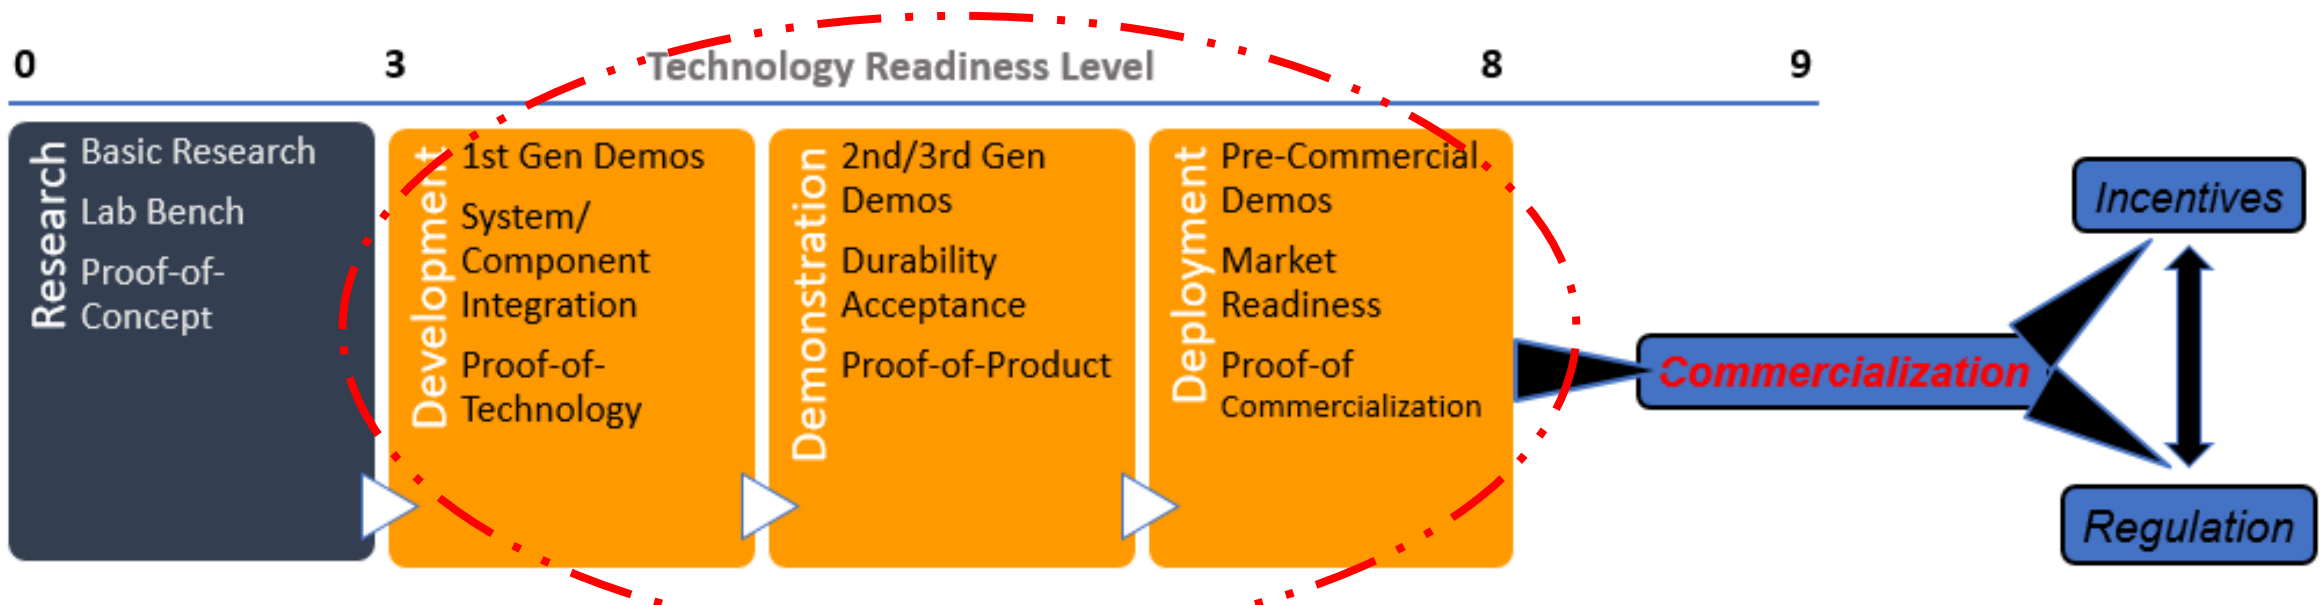 0
3
Technology Readiness Level
8
9
Research
Basic Research
Lab Bench
Proof-of-
Concept
Development
1st Gen Demos
System/
Component
Integration
Proof-of-
Technology
Demonstration
2nd/3rd Gen
Demos
Durability
Acceptance
Proof-of-Product
Deployment
Pre-Commercial
Demos
Market
Readiness
Proof-of
Commercialization
Commercialization
Incentives
Regulation